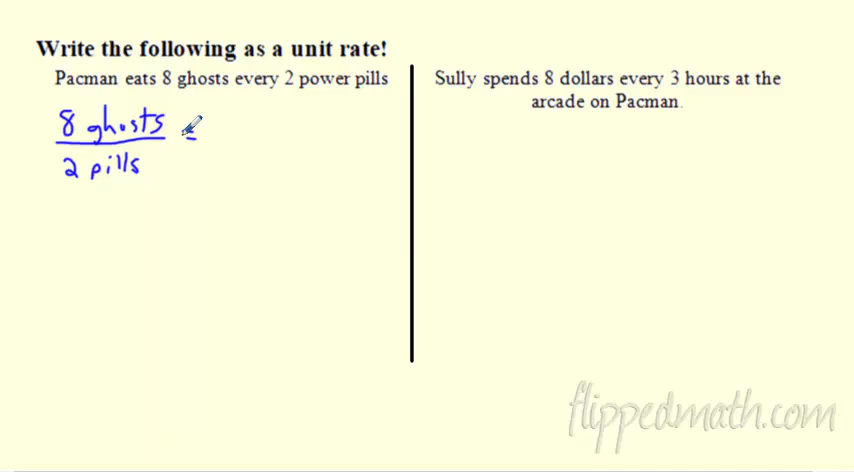 Write the following as a unit rate!
Pacman eats 8 ghosts every 2 power pills
8 ghosts =
2 pills
Sully spends 8 dollars every 3 hours at the
arcade on Pacman.
flippedmath.com